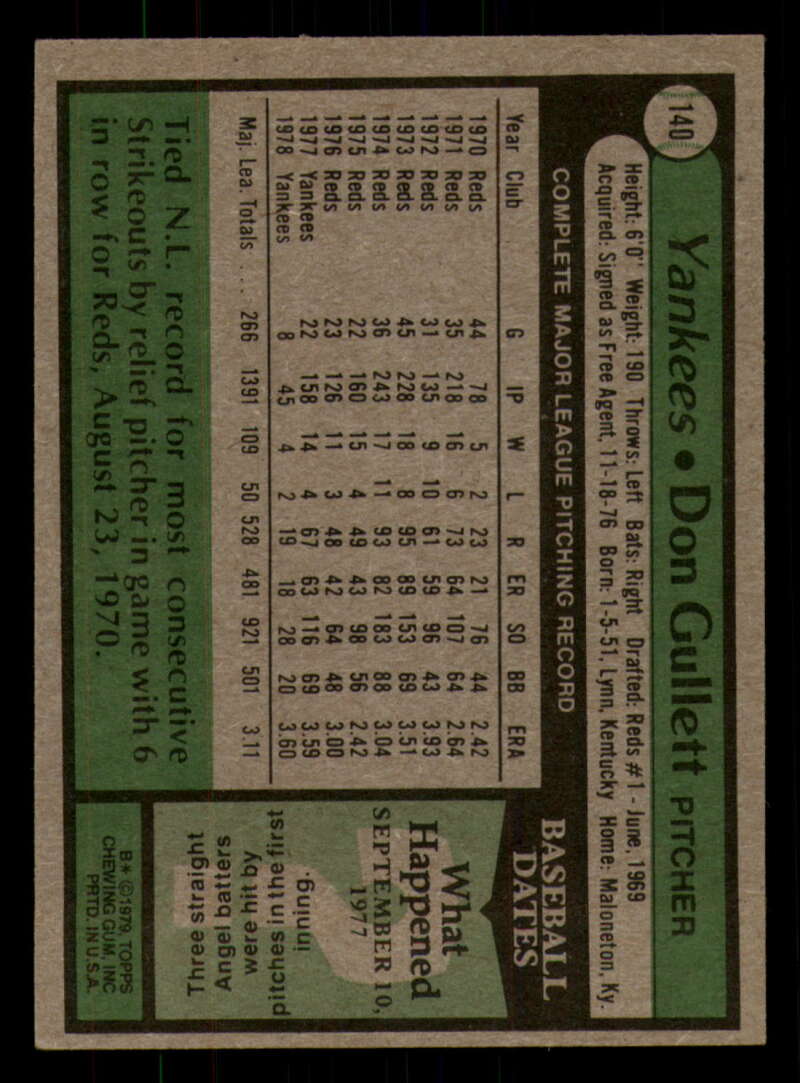 140
Yankees • Don Gullett PITCHER
Height: 6'0" Weight: 190 Throws: Left Bats: Right Drafted: Reds #1 - June, 1969
Acquired: Signed as Free Agent, 11-18-76 Born: 1-5-51, Lynn, Kentucky Home: Maloneton, Ky.
COMPLETE MAJOR LEAGUE PITCHING RECORD
Year Club G IP W L R ER SO BB ERA
1970 Reds 44 78 5 2 23 21 76 44 2.42
1971 Reds 35 218 16 6 73 64 107 64 2.64
1972 Reds 31 135 9 10 61 59 96 43 3.93
1973 Reds 45 228 18 8 95 89 153 69 3.51
1974 Reds 36 243 17 11 93 82 183 88 3.04
1975 Reds 22 160 15 4 49 43 98 56 2.42
1976 Reds 23 126 11 3 48 42 64 48 3.00
1977 Yankees 22 158 14 4 67 63 116 69 3.59
1978 Yankees 8 45 4 2 19 18 28 20 3.60
Maj. Lea. Totals . . . 266 1391 109 50 528 481 921 501 3.11
Tied N.L. record for most consecutive
Strikeouts by relief pitcher in game with 6
in row for Reds, August 23, 1970.
BASEBALL
DATES
What
Happened
SEPTEMBER 10,
1977
Three straight
Angel batters
were hit by
pitches in the first
inning.
B* © 1979, TOPPS
CHEWING GUM, INC
PRTD. IN U.S.A.